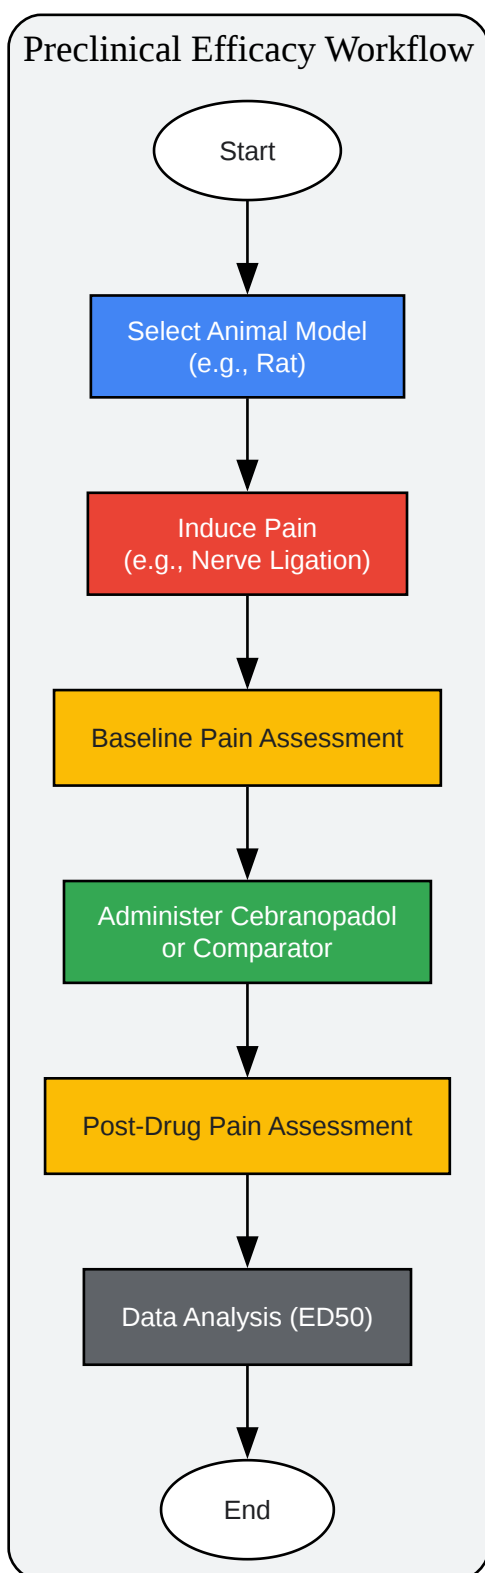 Preclinical Efficacy Workflow
Start
Select Animal Model
(e.g., Rat)
Induce Pain
(e.g., Nerve Ligation)
Baseline Pain Assessment
Administer Cebranopadol
or Comparator
Post-Drug Pain Assessment
Data Analysis (ED50)
End